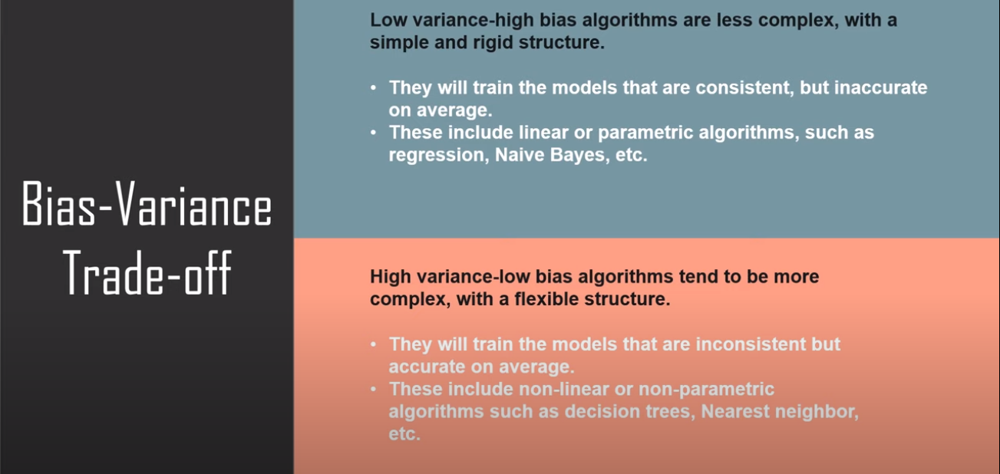 Bias-Variance
Trade-off
Low variance-high bias algorithms are less complex, with a
simple and rigid structure.
• They will train the models that are consistent, but inaccurate
on average.
• These include linear or parametric algorithms, such as
regression, Naive Bayes, etc.
High variance-low bias algorithms tend to be more
complex, with a flexible structure.
• They will train the models that are inconsistent but
accurate on average.
• These include non-linear or non-parametric
algorithms such as decision trees, Nearest neighbor,
etc.